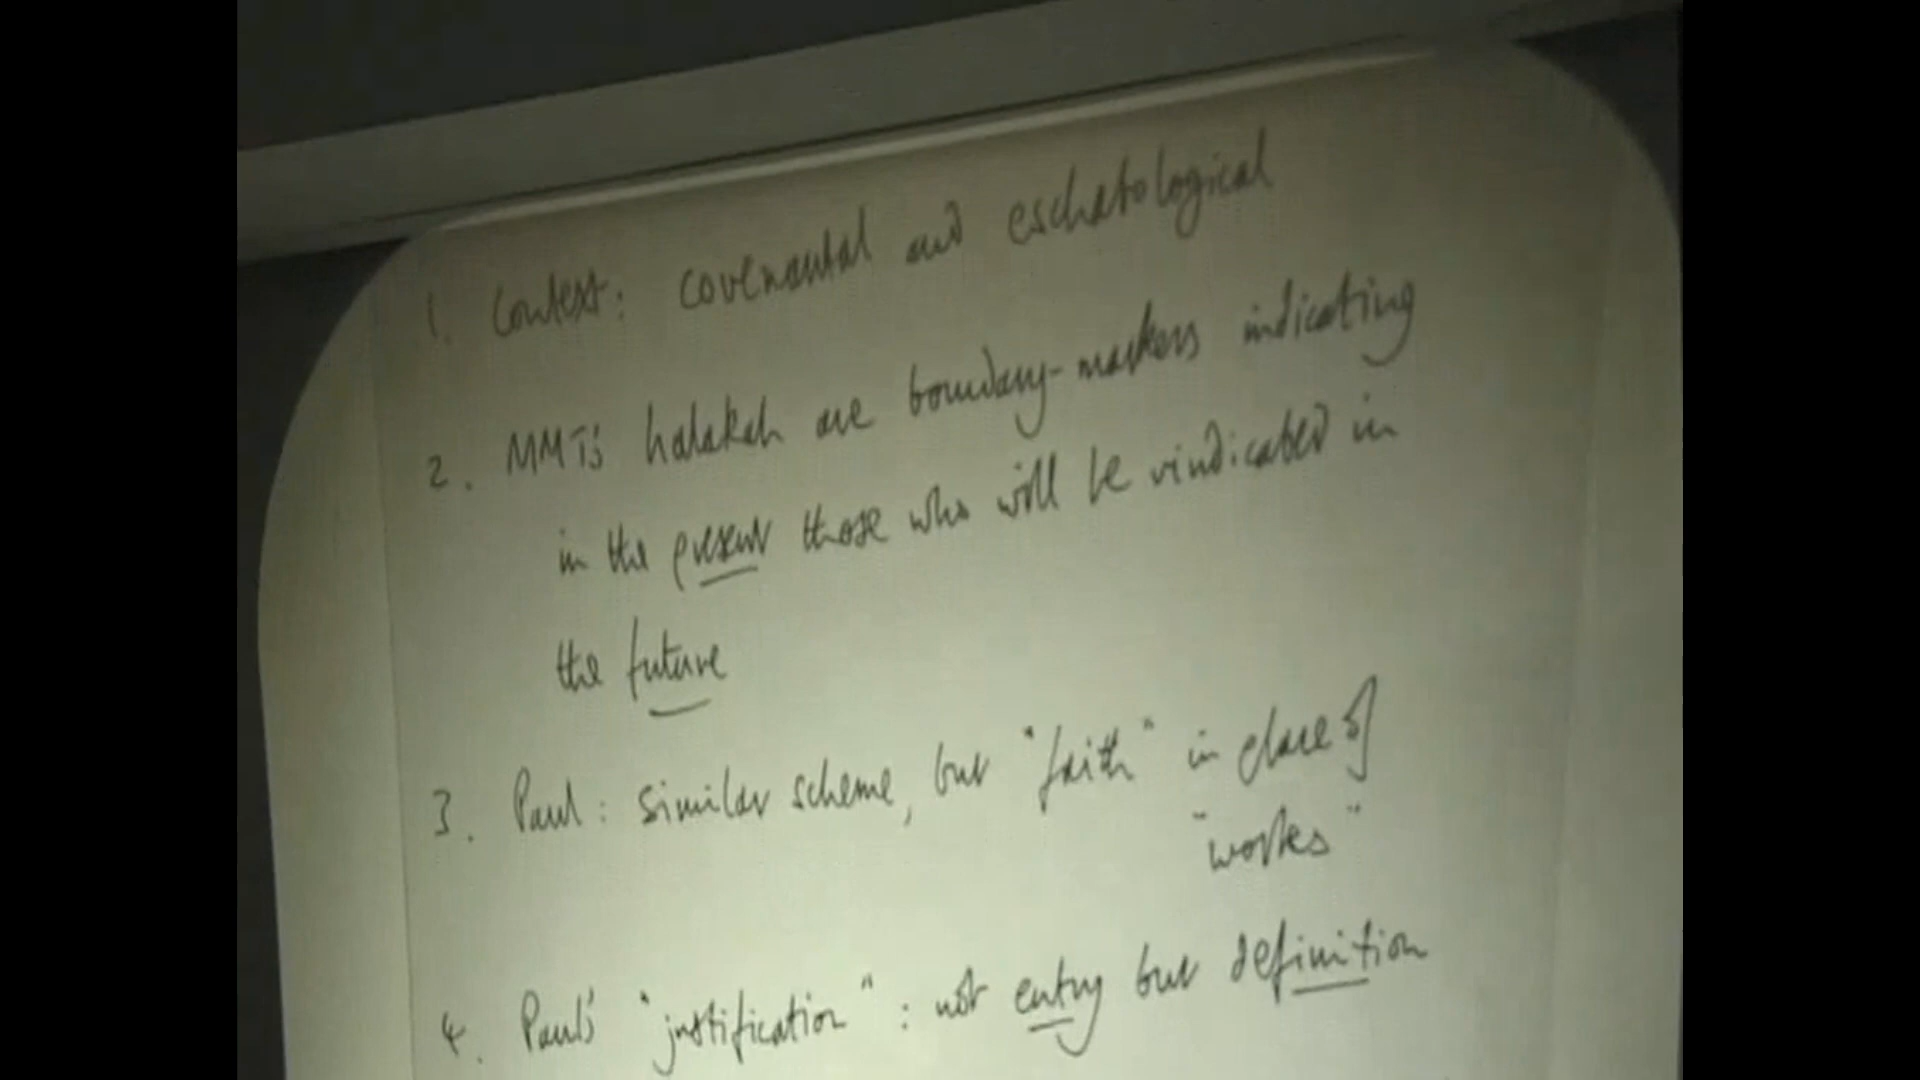 1. Context: covenantal and eschatological
2. MMT's halakah are boundary-markers indicating
in the present those who will be vindicated in
the future
3. Paul: similar scheme, but "faith" in place of
"works"
4. Paul's "justification": not entry but definition